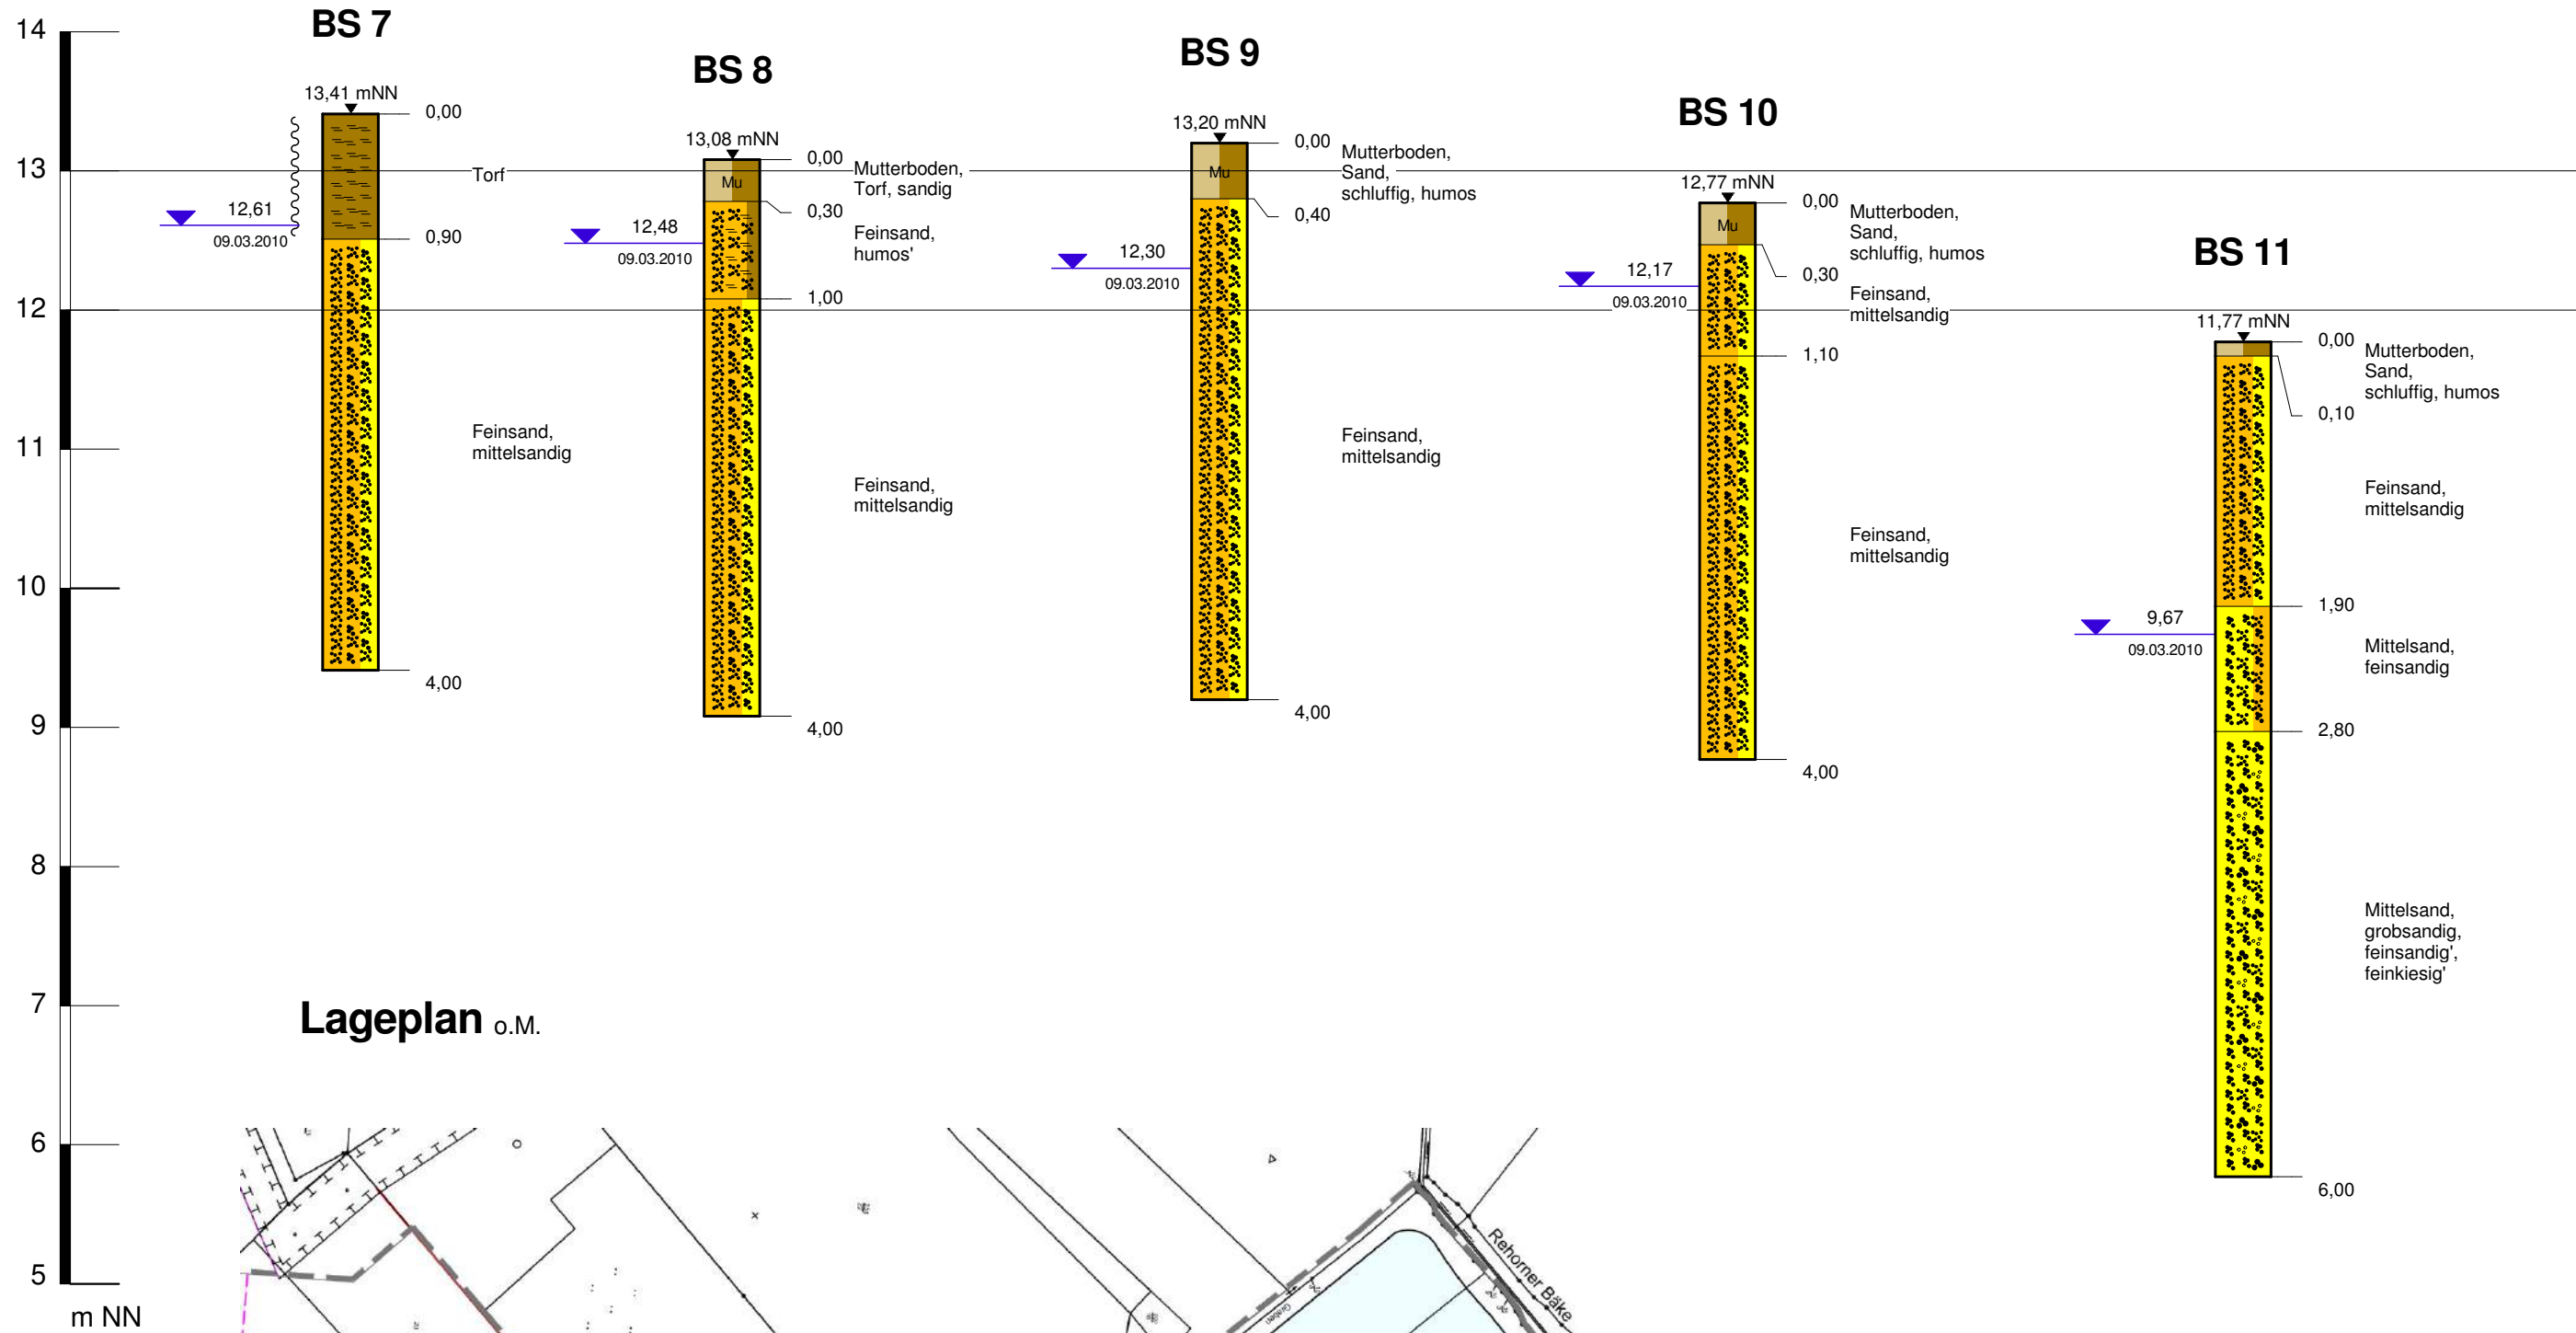 14
13
12
11
10
9
8
7
6
5
m NN
BS 7
13,41 mNN
0,00
Torf
12,61
09.03.2010
0,90
Feinsand,
mittelsandig
4,00
BS 8
13,08 mNN
0,00
Mu
Mutterboden,
Torf, sandig
0,30
12,48
09.03.2010
Feinsand,
humos'
1,00
Feinsand,
mittelsandig
4,00
BS 9
13,20 mNN
0,00
Mu
Mutterboden,
Sand,
schluffig, humos
0,40
12,30
09.03.2010
Feinsand,
mittelsandig
4,00
BS 10
12,77 mNN
0,00
Mu
Mutterboden,
Sand,
schluffig, humos
0,30
12,17
09.03.2010
Feinsand,
mittelsandig
1,10
Feinsand,
mittelsandig
4,00
BS 11
11,77 mNN
0,00
Mutterboden,
Sand,
schluffig, humos
0,10
Feinsand,
mittelsandig
1,90
9,67
09.03.2010
Mittelsand,
feinsandig
2,80
Mittelsand,
grobsandig,
feinsandig',
feinkiesig'
6,00
Lageplan o.M.
Rehorner Bäke
Graben